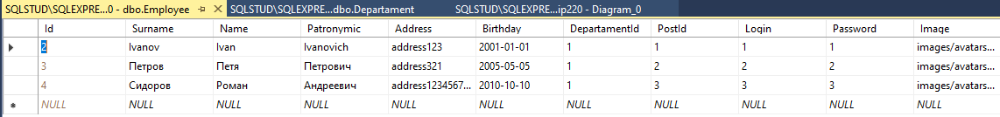 SQLSTUD\SQLEXPRE...0 - dbo.Employee SQLSTUD\SQLEXPRE...dbo.Departament SQLSTUD\SQLEXPRE...ip220 - Diagram_0
Id Surname Name Patronymic Address Birthday DepartamentId PostId Login Password Image
2 Ivanov Ivan Ivanovich address123 2001-01-01 1 1 1 1 images/avatars...
3 Петров Петя Петрович address321 2005-05-05 1 2 2 2 images/avatars...
4 Сидоров Роман Андреевич address1234567... 2010-10-10 1 3 3 3 images/avatars...
NULL NULL NULL NULL NULL NULL NULL NULL NULL NULL NULL